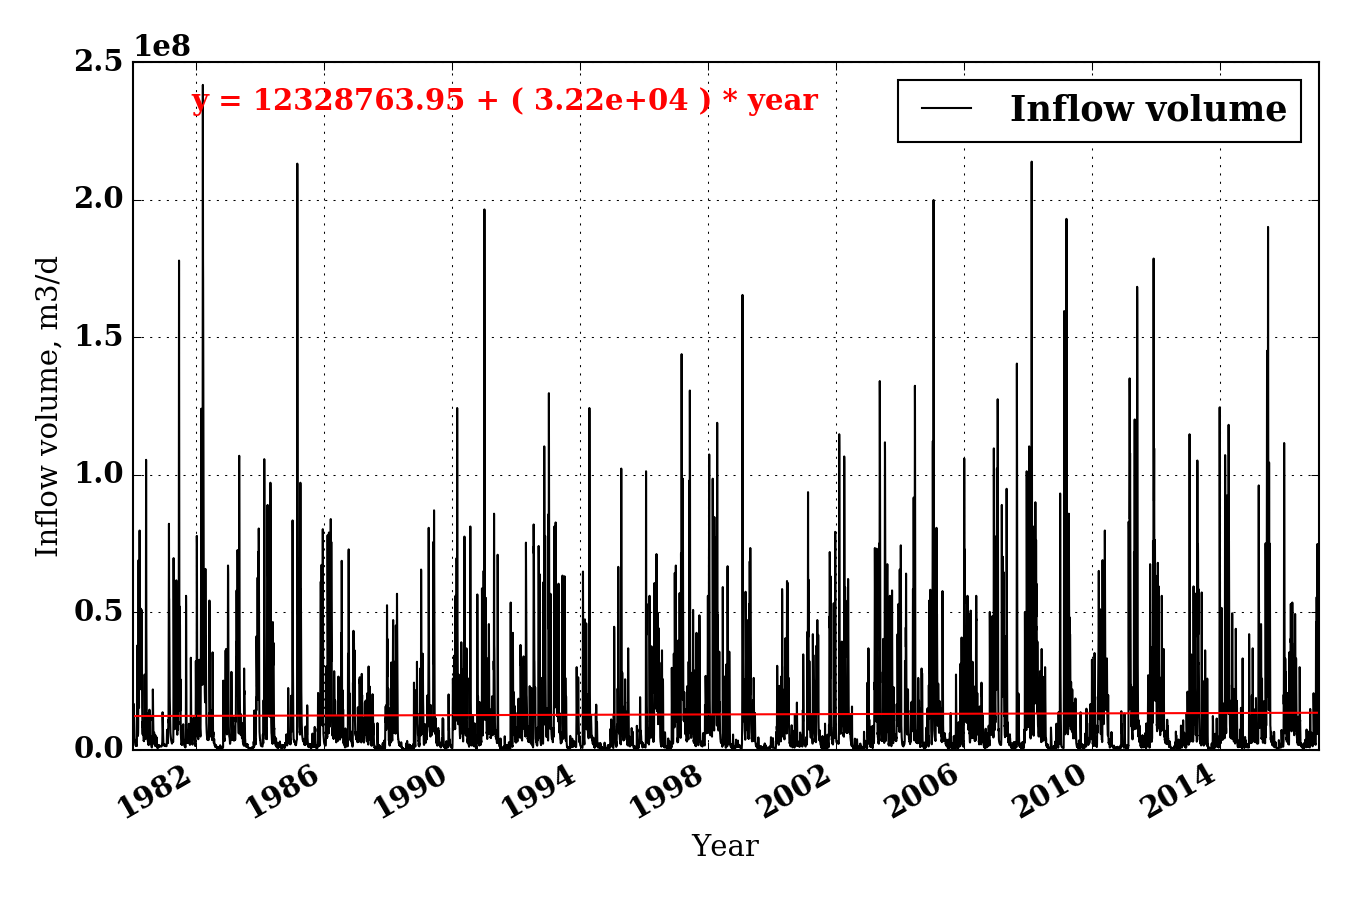 1e8
2.5
y = 12328763.95 + ( 3.22e+04 ) * year
Inflow volume
2.0
1.5
1.0
0.5
0.0
Inflow volume, m3/d
1982 1986 1990 1994 1998 2002 2006 2010 2014
Year